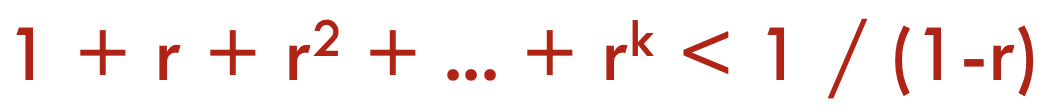 1 + r + r² + ... + rᵏ < 1 / (1-r)